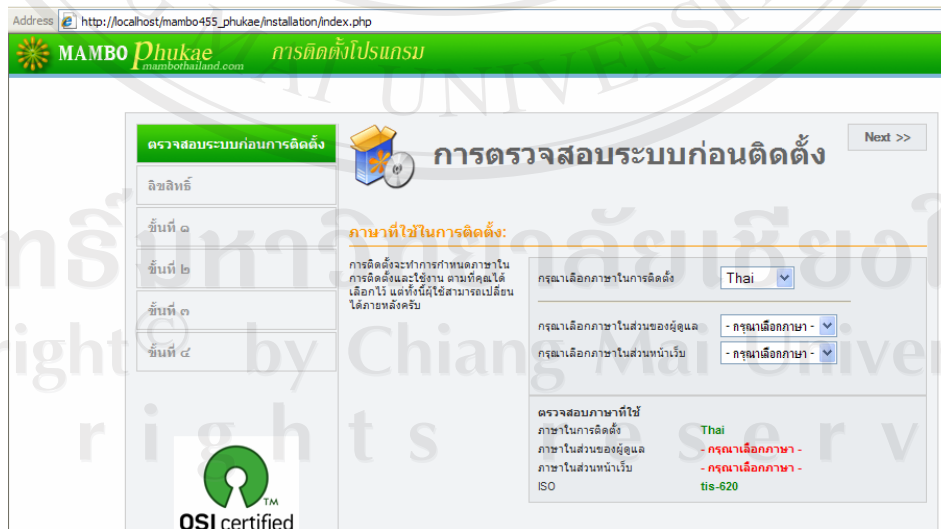 Address http://localhost/mambo455_phukae/installation/index.php
MAMBO Phukae การติดตั้งโปรแกรม
mambothailand.com
ตรวจสอบระบบก่อนการติดตั้ง
ลิขสิทธิ์
ขั้นที่ ๑
ขั้นที่ ๒
ขั้นที่ ๓
ขั้นที่ ๔
OSI certified
TM
การตรวจสอบระบบก่อนติดตั้ง
Next >>
ภาษาที่ใช้ในการติดตั้ง:
การติดตั้งจะทำการกำหนดภาษาใน
การติดตั้งและใช้งาน ตามที่คุณได้
เลือกไว้ แต่ทั้งนี้ผู้ใช้สามารถเปลี่ยน
ได้ภายหลังครับ
กรุณาเลือกภาษาในการติดตั้ง Thai
กรุณาเลือกภาษาในส่วนของผู้ดูแล - กรุณาเลือกภาษา -
กรุณาเลือกภาษาในส่วนหน้าเว็บ - กรุณาเลือกภาษา -
ตรวจสอบภาษาที่ใช้
ภาษาในการติดตั้ง Thai
ภาษาในส่วนของผู้ดูแล - กรุณาเลือกภาษา -
ภาษาในส่วนหน้าเว็บ - กรุณาเลือกภาษา -
ISO tis-620
MAI UNIVERS
right © by Chiang Mai Univer
rights reserv